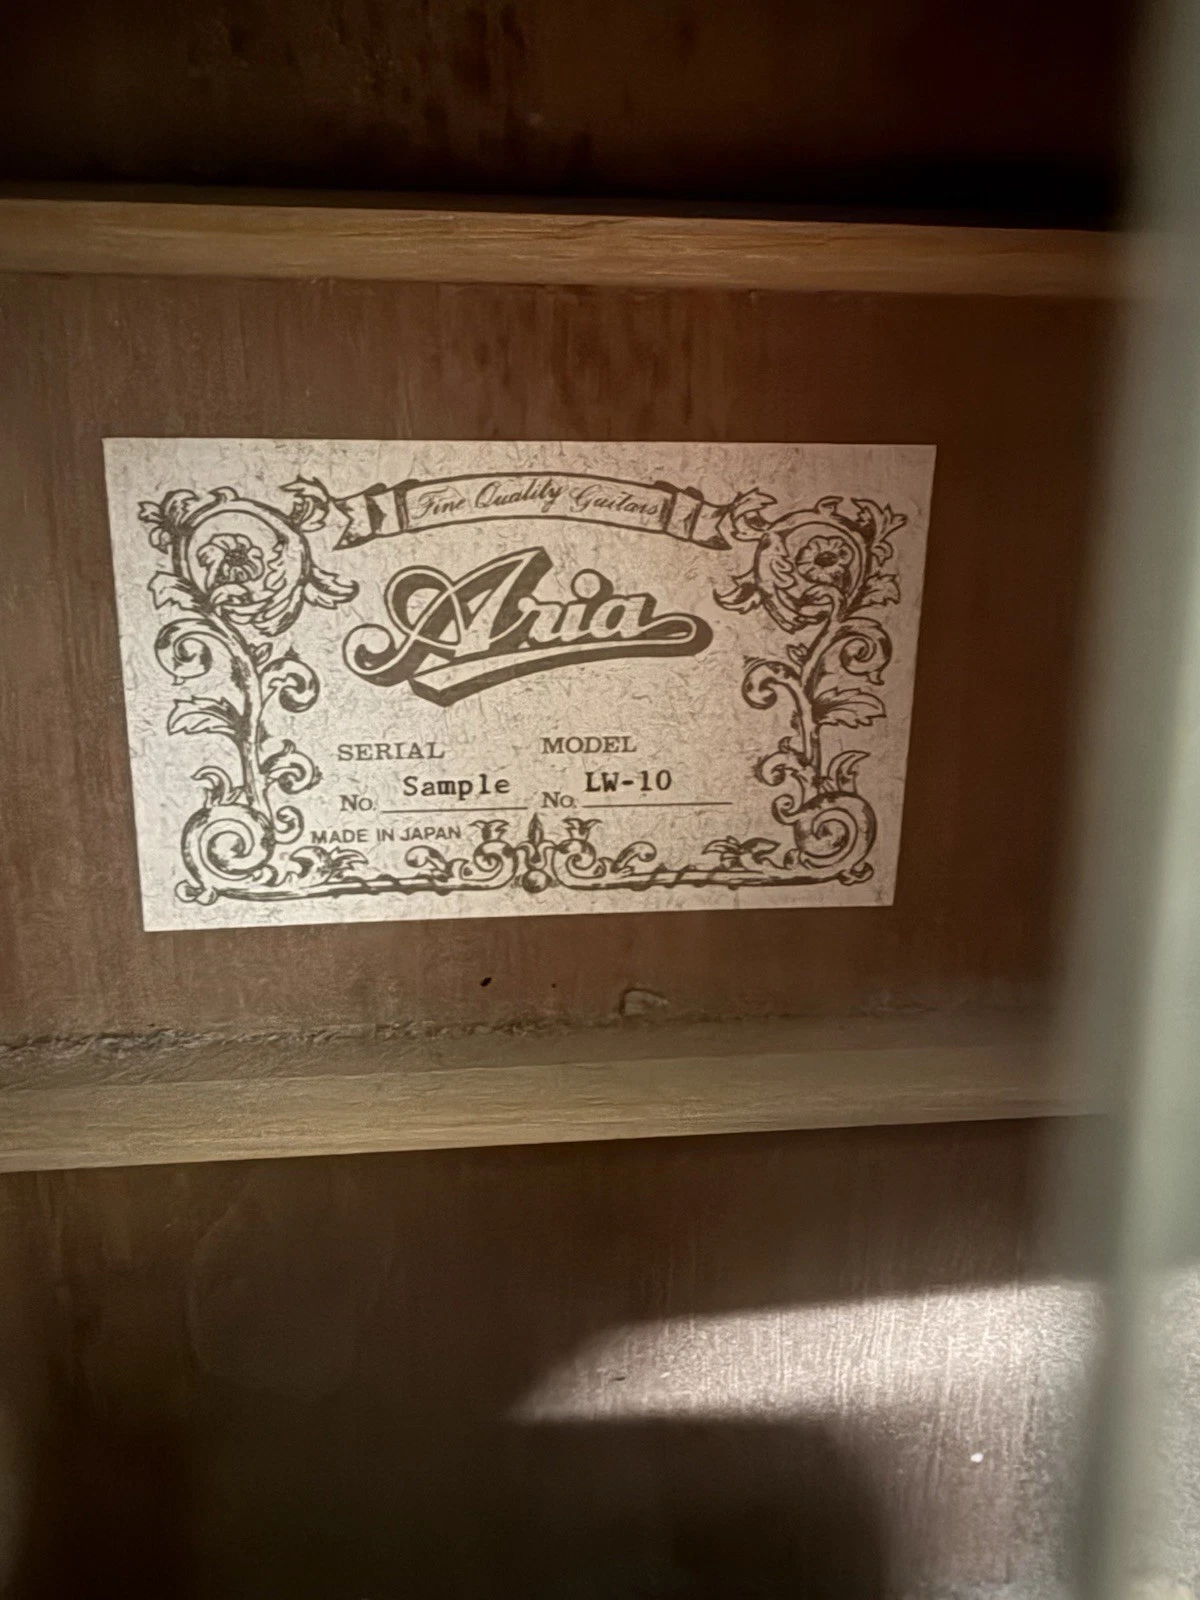 Fine Quality Guitars
Aria
SERIAL MODEL
No. Sample No. LW-10
MADE IN JAPAN